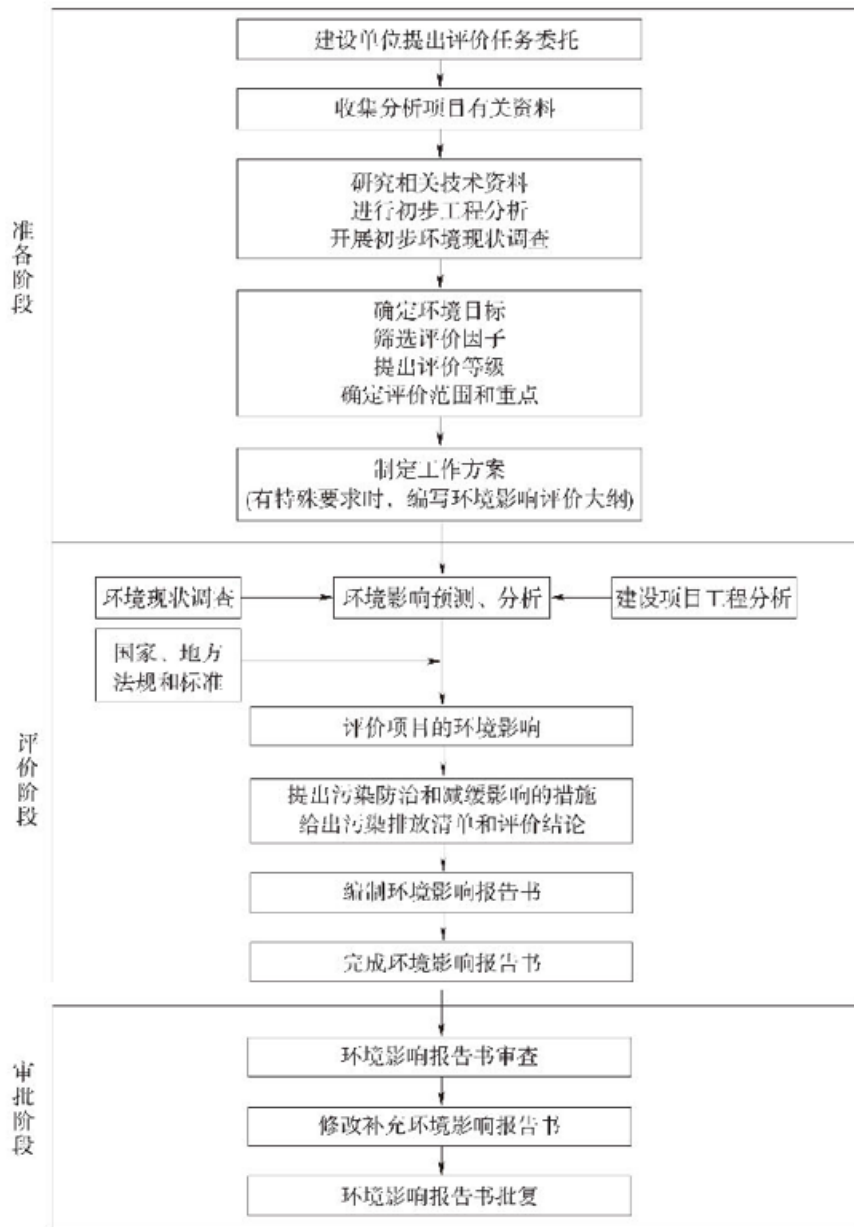 建设单位提出评价任务委托
收集分析项目有关资料
研究相关技术资料
进行初步工程分析
开展初步环境现状调查
准备阶段
确定环境目标
筛选评价因子
提出评价等级
确定评价范围和重点
制定工作方案
(有特殊要求时、编写环境影响评价大纲)
环境现状调查
环境影响预测、分析
建设项目工程分析
国家、地方
法规和标准
评价阶段
评价项目的环境影响
提出污染防治和减缓影响的措施
给出污染排放清单和评价结论
编制环境影响报告书
完成环境影响报告书
审批阶段
环境影响报告书审查
修改补充环境影响报告书
环境影响报告书批复